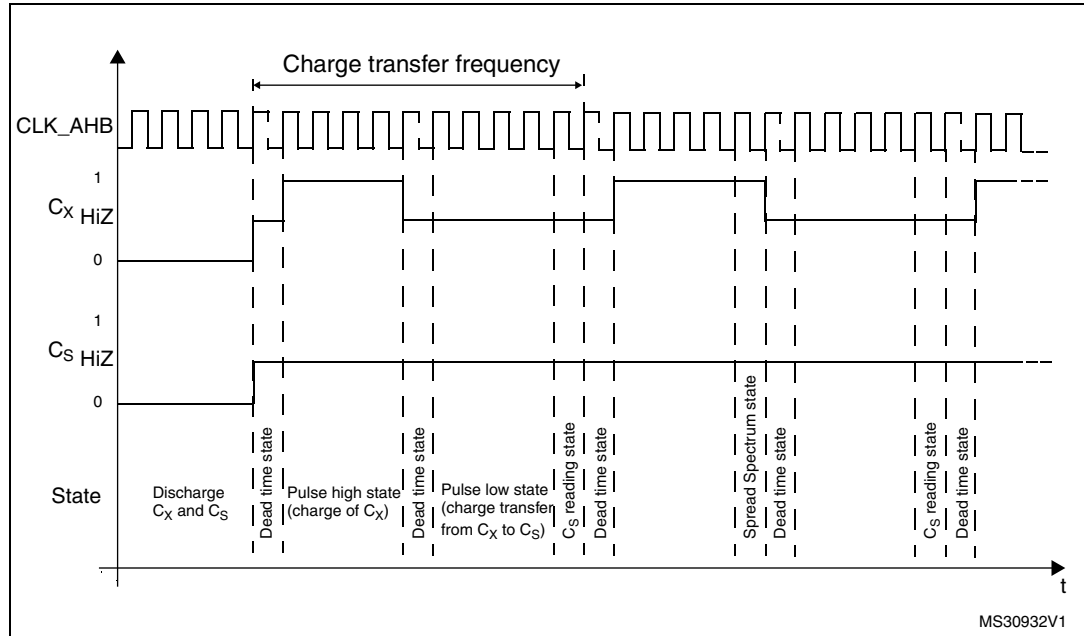 Charge transfer frequency
CLK_AHB
1
CX HiZ
0
1
CS HiZ
0
State
Discharge
CX and CS
Dead time state
Pulse high state
(charge of CX)
Dead time state
Pulse low state
(charge transfer
from CX to CS)
CS reading state
Dead time state
Spread Spectrum state
Dead time state
CS reading state
Dead time state
t
MS30932V1